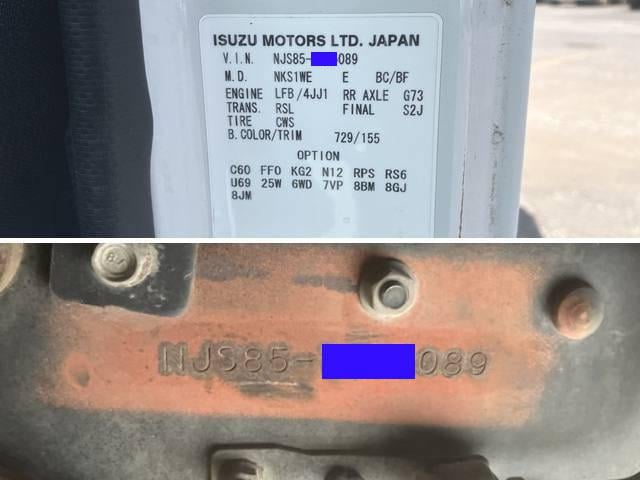 ISUZU MOTORS LTD. JAPAN
V.I.N. NJS85- 089
M.D. NKS1WE E BC/BF
ENGINE LFB/4JJ1 RR AXLE G73
TRANS. RSL FINAL S2J
TIRE CWS
B.COLOR/TRIM 729/155
OPTION
C60 FF0 KG2 N12 RPS RS6
U69 25W 6WD 7VP 8BM 8GJ
8JM
NJS85- 089